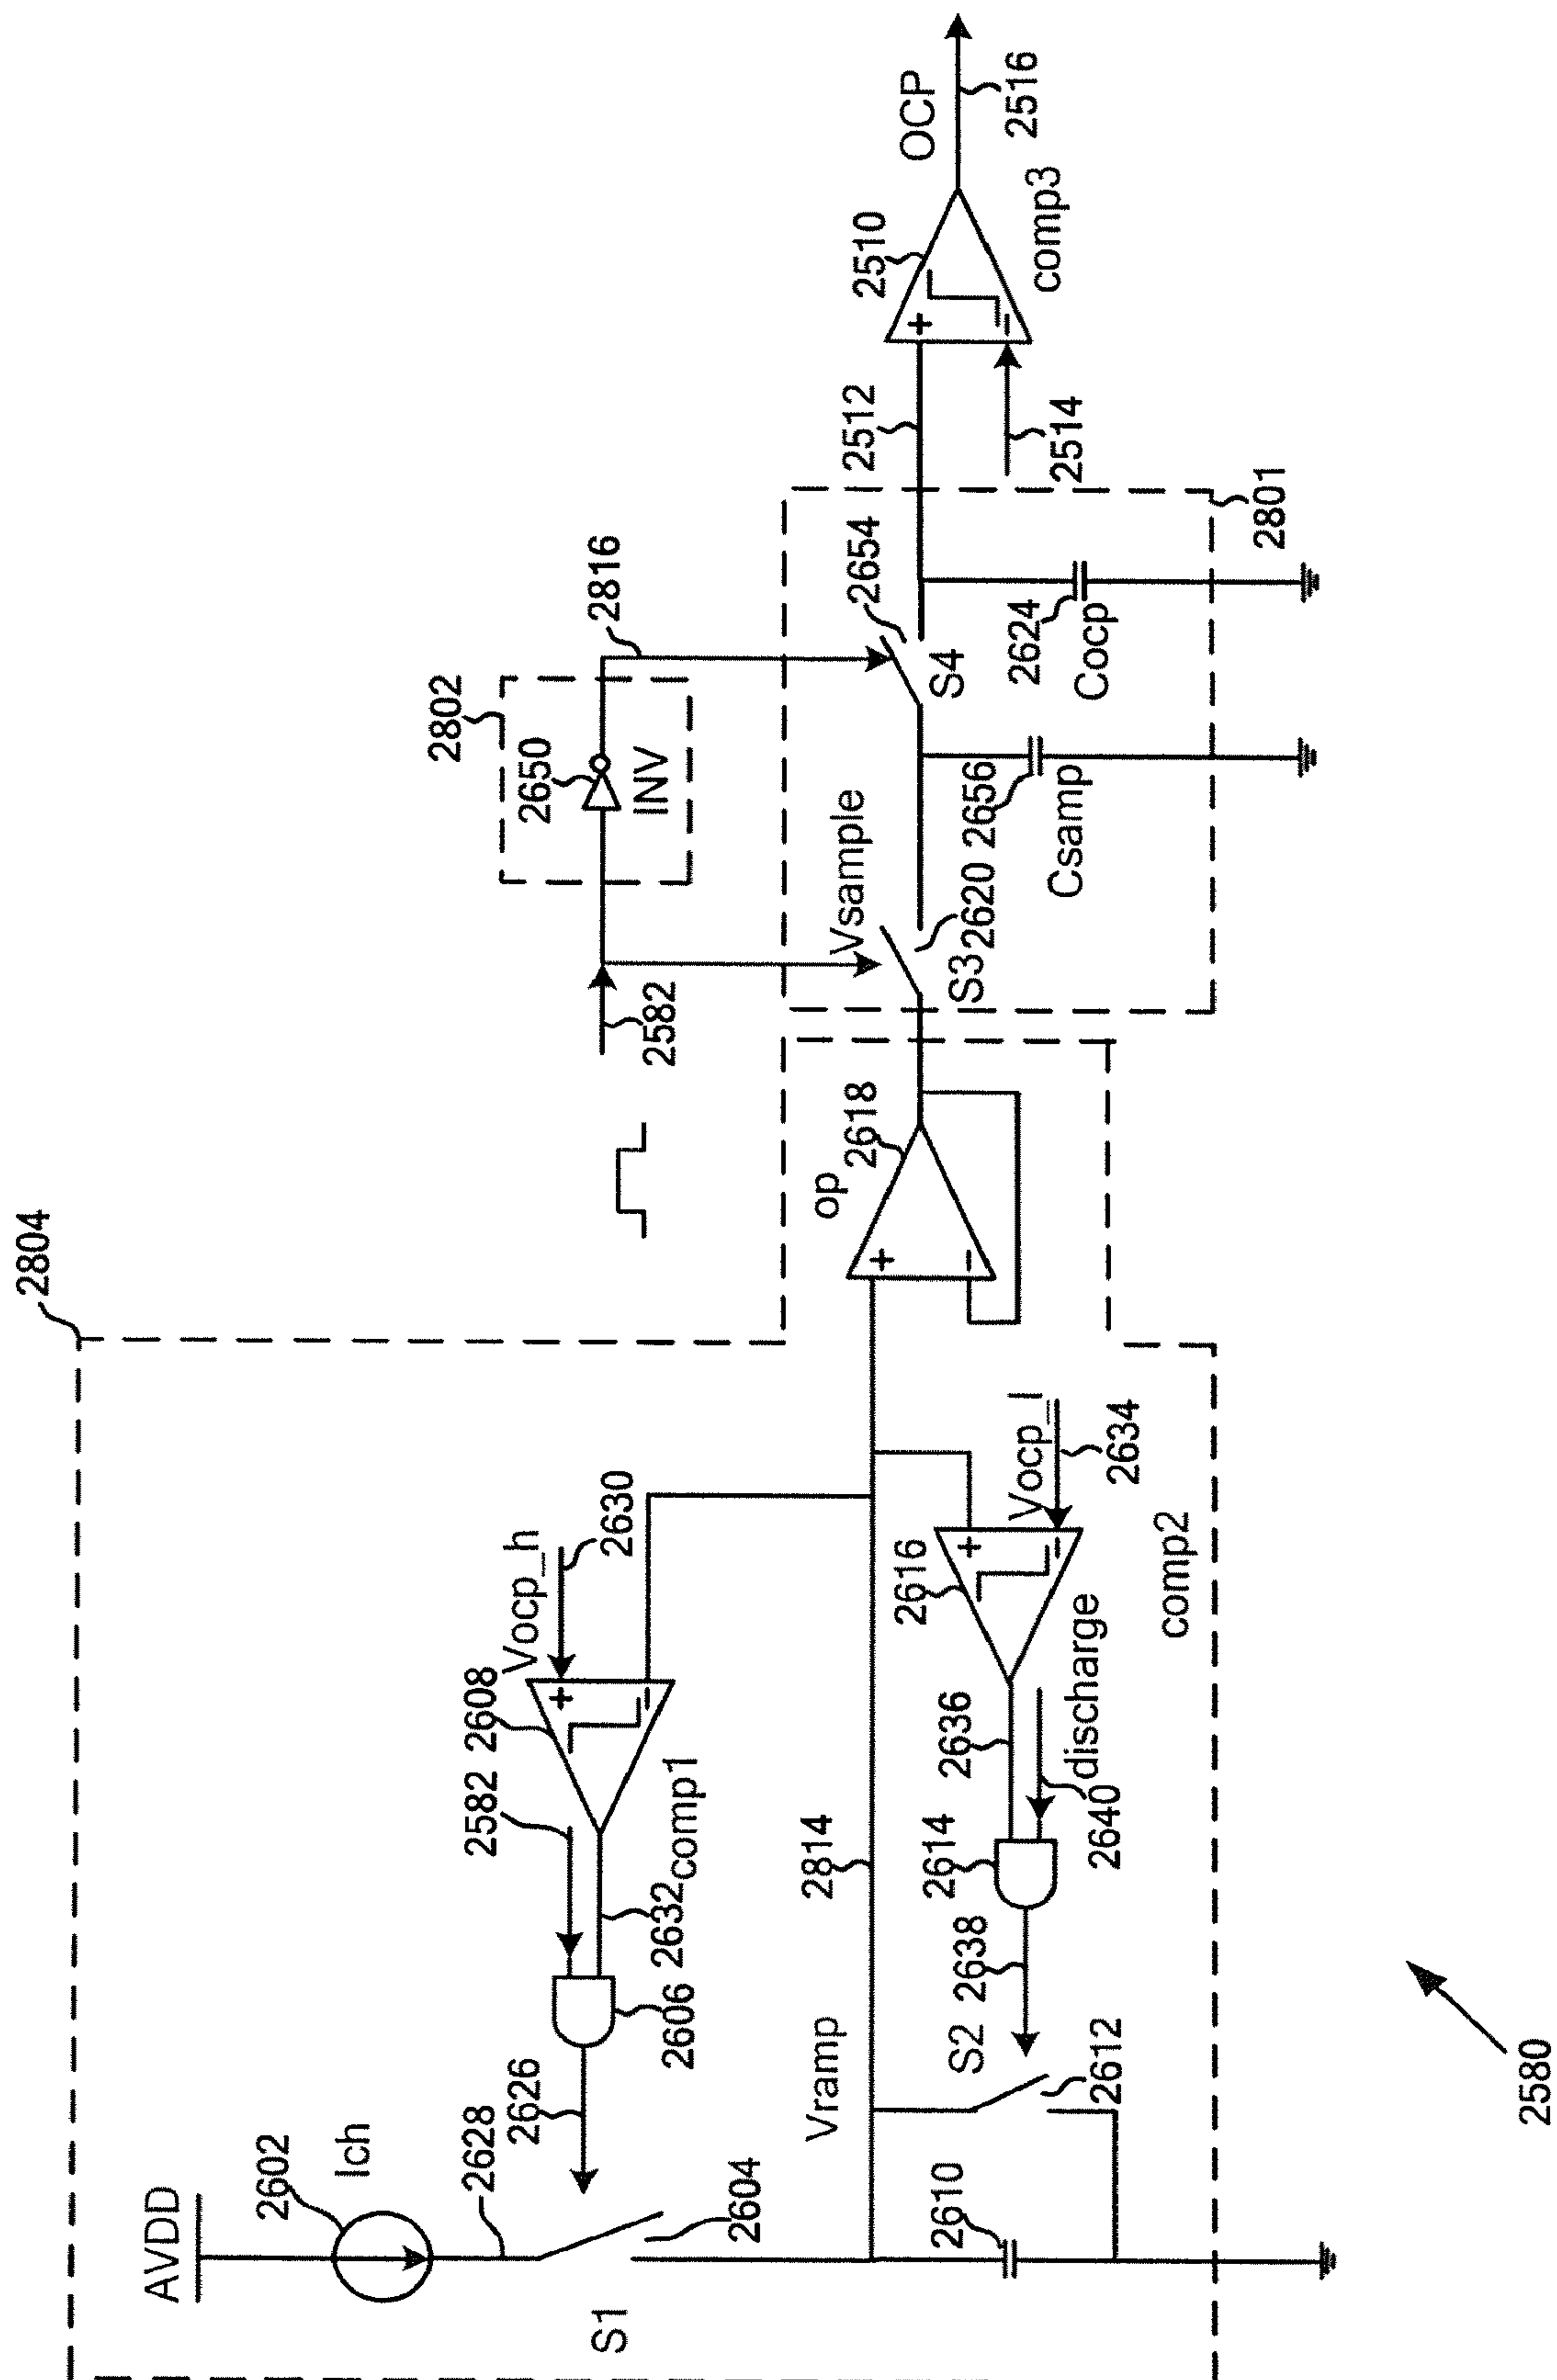 2804
AVDD
2602
Ich
2628
S1
2604
2626
2606
2582
2632
comp1
2608
Vocp_h
2630
+
−
Vramp
2814
2610
S2
2612
2638
2614
2636
2640
discharge
2616
+
−
Vocp_l
2634
comp2
op
2618
+
−
2582
2802
2650
INV
2816
Vsample
S3
2620
2656
Csamp
S4
2654
2624
Cocp
2801
2512
2514
2510
+
−
comp3
OCP
2516
2580